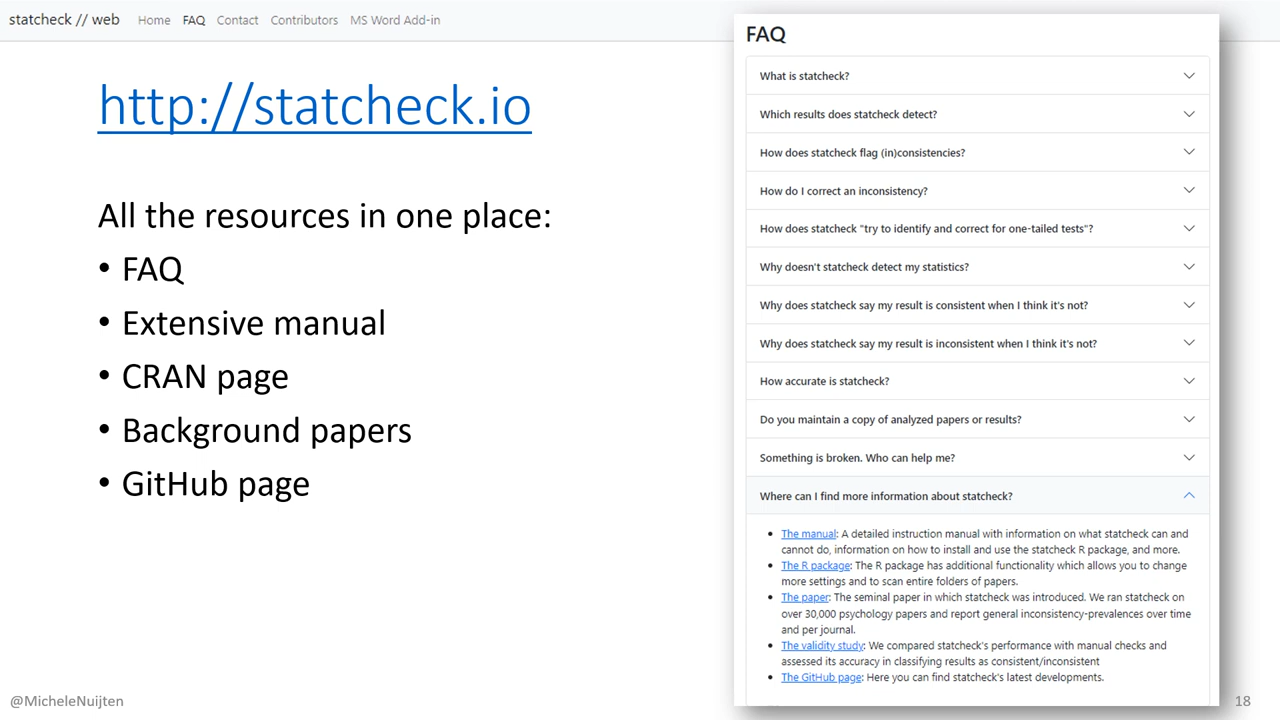 statcheck // web Home FAQ Contact Contributors MS Word Add-in
http://statcheck.io
All the resources in one place:
• FAQ
• Extensive manual
• CRAN page
• Background papers
• GitHub page
@MicheleNuijten
FAQ
What is statcheck?
Which results does statcheck detect?
How does statcheck flag (in)consistencies?
How do I correct an inconsistency?
How does statcheck "try to identify and correct for one-tailed tests"?
Why doesn't statcheck detect my statistics?
Why does statcheck say my result is consistent when I think it's not?
Why does statcheck say my result is inconsistent when I think it's not?
How accurate is statcheck?
Do you maintain a copy of analyzed papers or results?
Something is broken. Who can help me?
Where can I find more information about statcheck?
• The manual: A detailed instruction manual with information on what statcheck can and
cannot do, information on how to install and use the statcheck R package, and more.
• The R package: The R package has additional functionality which allows you to change
more settings and to scan entire folders of papers.
• The paper: The seminal paper in which statcheck was introduced. We ran statcheck on
over 30,000 psychology papers and report general inconsistency-prevalences over time
and per journal.
• The validity study: We compared statcheck's performance with manual checks and
assessed its accuracy in classifying results as consistent/inconsistent
• The GitHub page: Here you can find statcheck's latest developments.
18